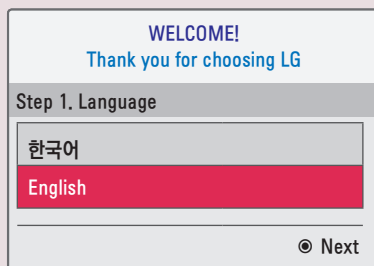 WELCOME!
Thank you for choosing LG
Step 1. Language
한국어
English
◉ Next